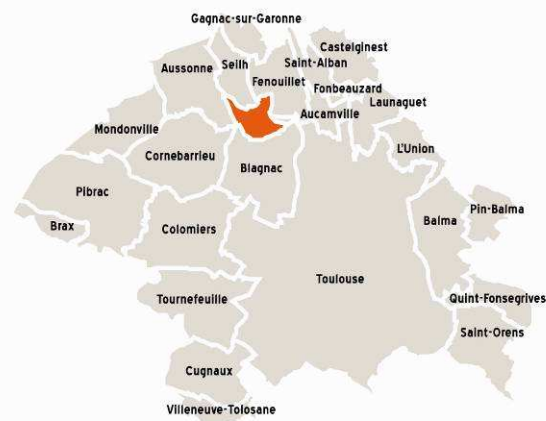 Gagnac-sur-Garonne
Castelginest
Seilh
Saint-Alban
Aussonne
Fenouillet
Fonbeauzard
Launaguet
Aucamville
Mondonville
L'Union
Cornebarrieu
Blagnac
Pibrac
Pin-Balma
Balma
Brax
Colomiers
Toulouse
Tournefeuille
Quint-Fonsegrives
Saint-Orens
Cugnaux
Villeneuve-Tolosane